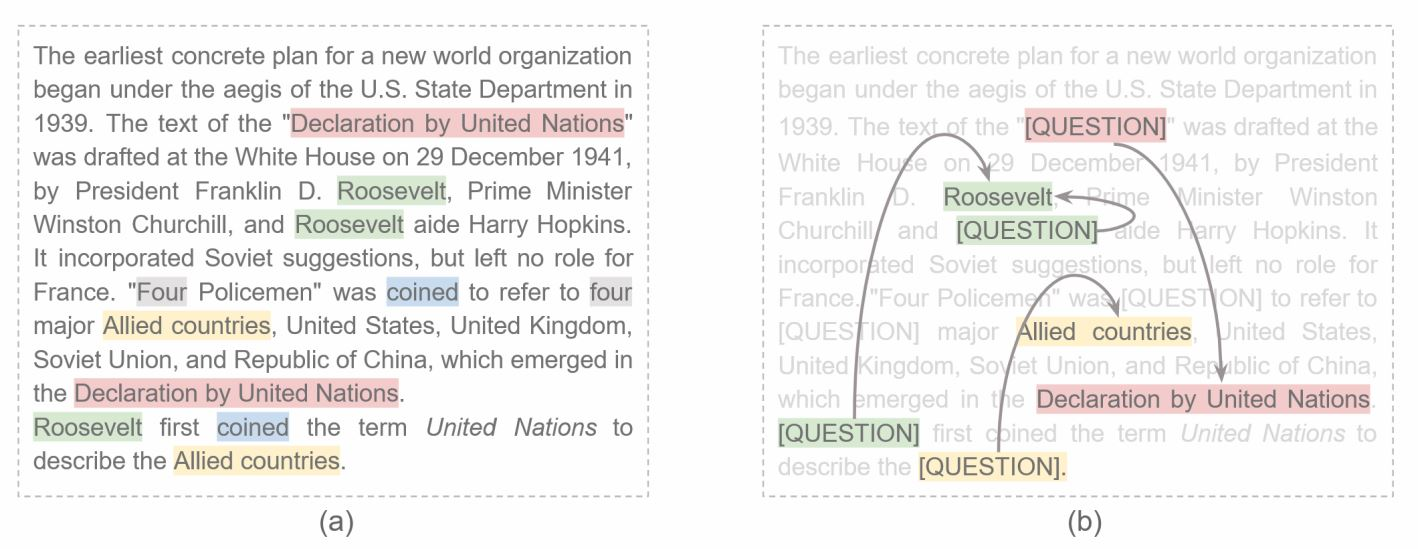 The earliest concrete plan for a new world organization
began under the aegis of the U.S. State Department in
1939. The text of the "Declaration by United Nations"
was drafted at the White House on 29 December 1941,
by President Franklin D. Roosevelt, Prime Minister
Winston Churchill, and Roosevelt aide Harry Hopkins.
It incorporated Soviet suggestions, but left no role for
France. "Four Policemen" was coined to refer to four
major Allied countries, United States, United Kingdom,
Soviet Union, and Republic of China, which emerged in
the Declaration by United Nations.
Roosevelt first coined the term United Nations to
describe the Allied countries.
(a)
The earliest concrete plan for a new world organization
began under the aegis of the U.S. State Department in
1939. The text of the "[QUESTION]" was drafted at the
White House on 29 December 1941, by President
Franklin D. Roosevelt, Prime Minister Winston
Churchill, and [QUESTION] aide Harry Hopkins. It
incorporated Soviet suggestions, but left no role for
France. "Four Policemen" was [QUESTION] to refer to
[QUESTION] major Allied countries, United States,
United Kingdom, Soviet Union, and Republic of China,
which emerged in the Declaration by United Nations.
[QUESTION] first coined the term United Nations to
describe the [QUESTION].
(b)